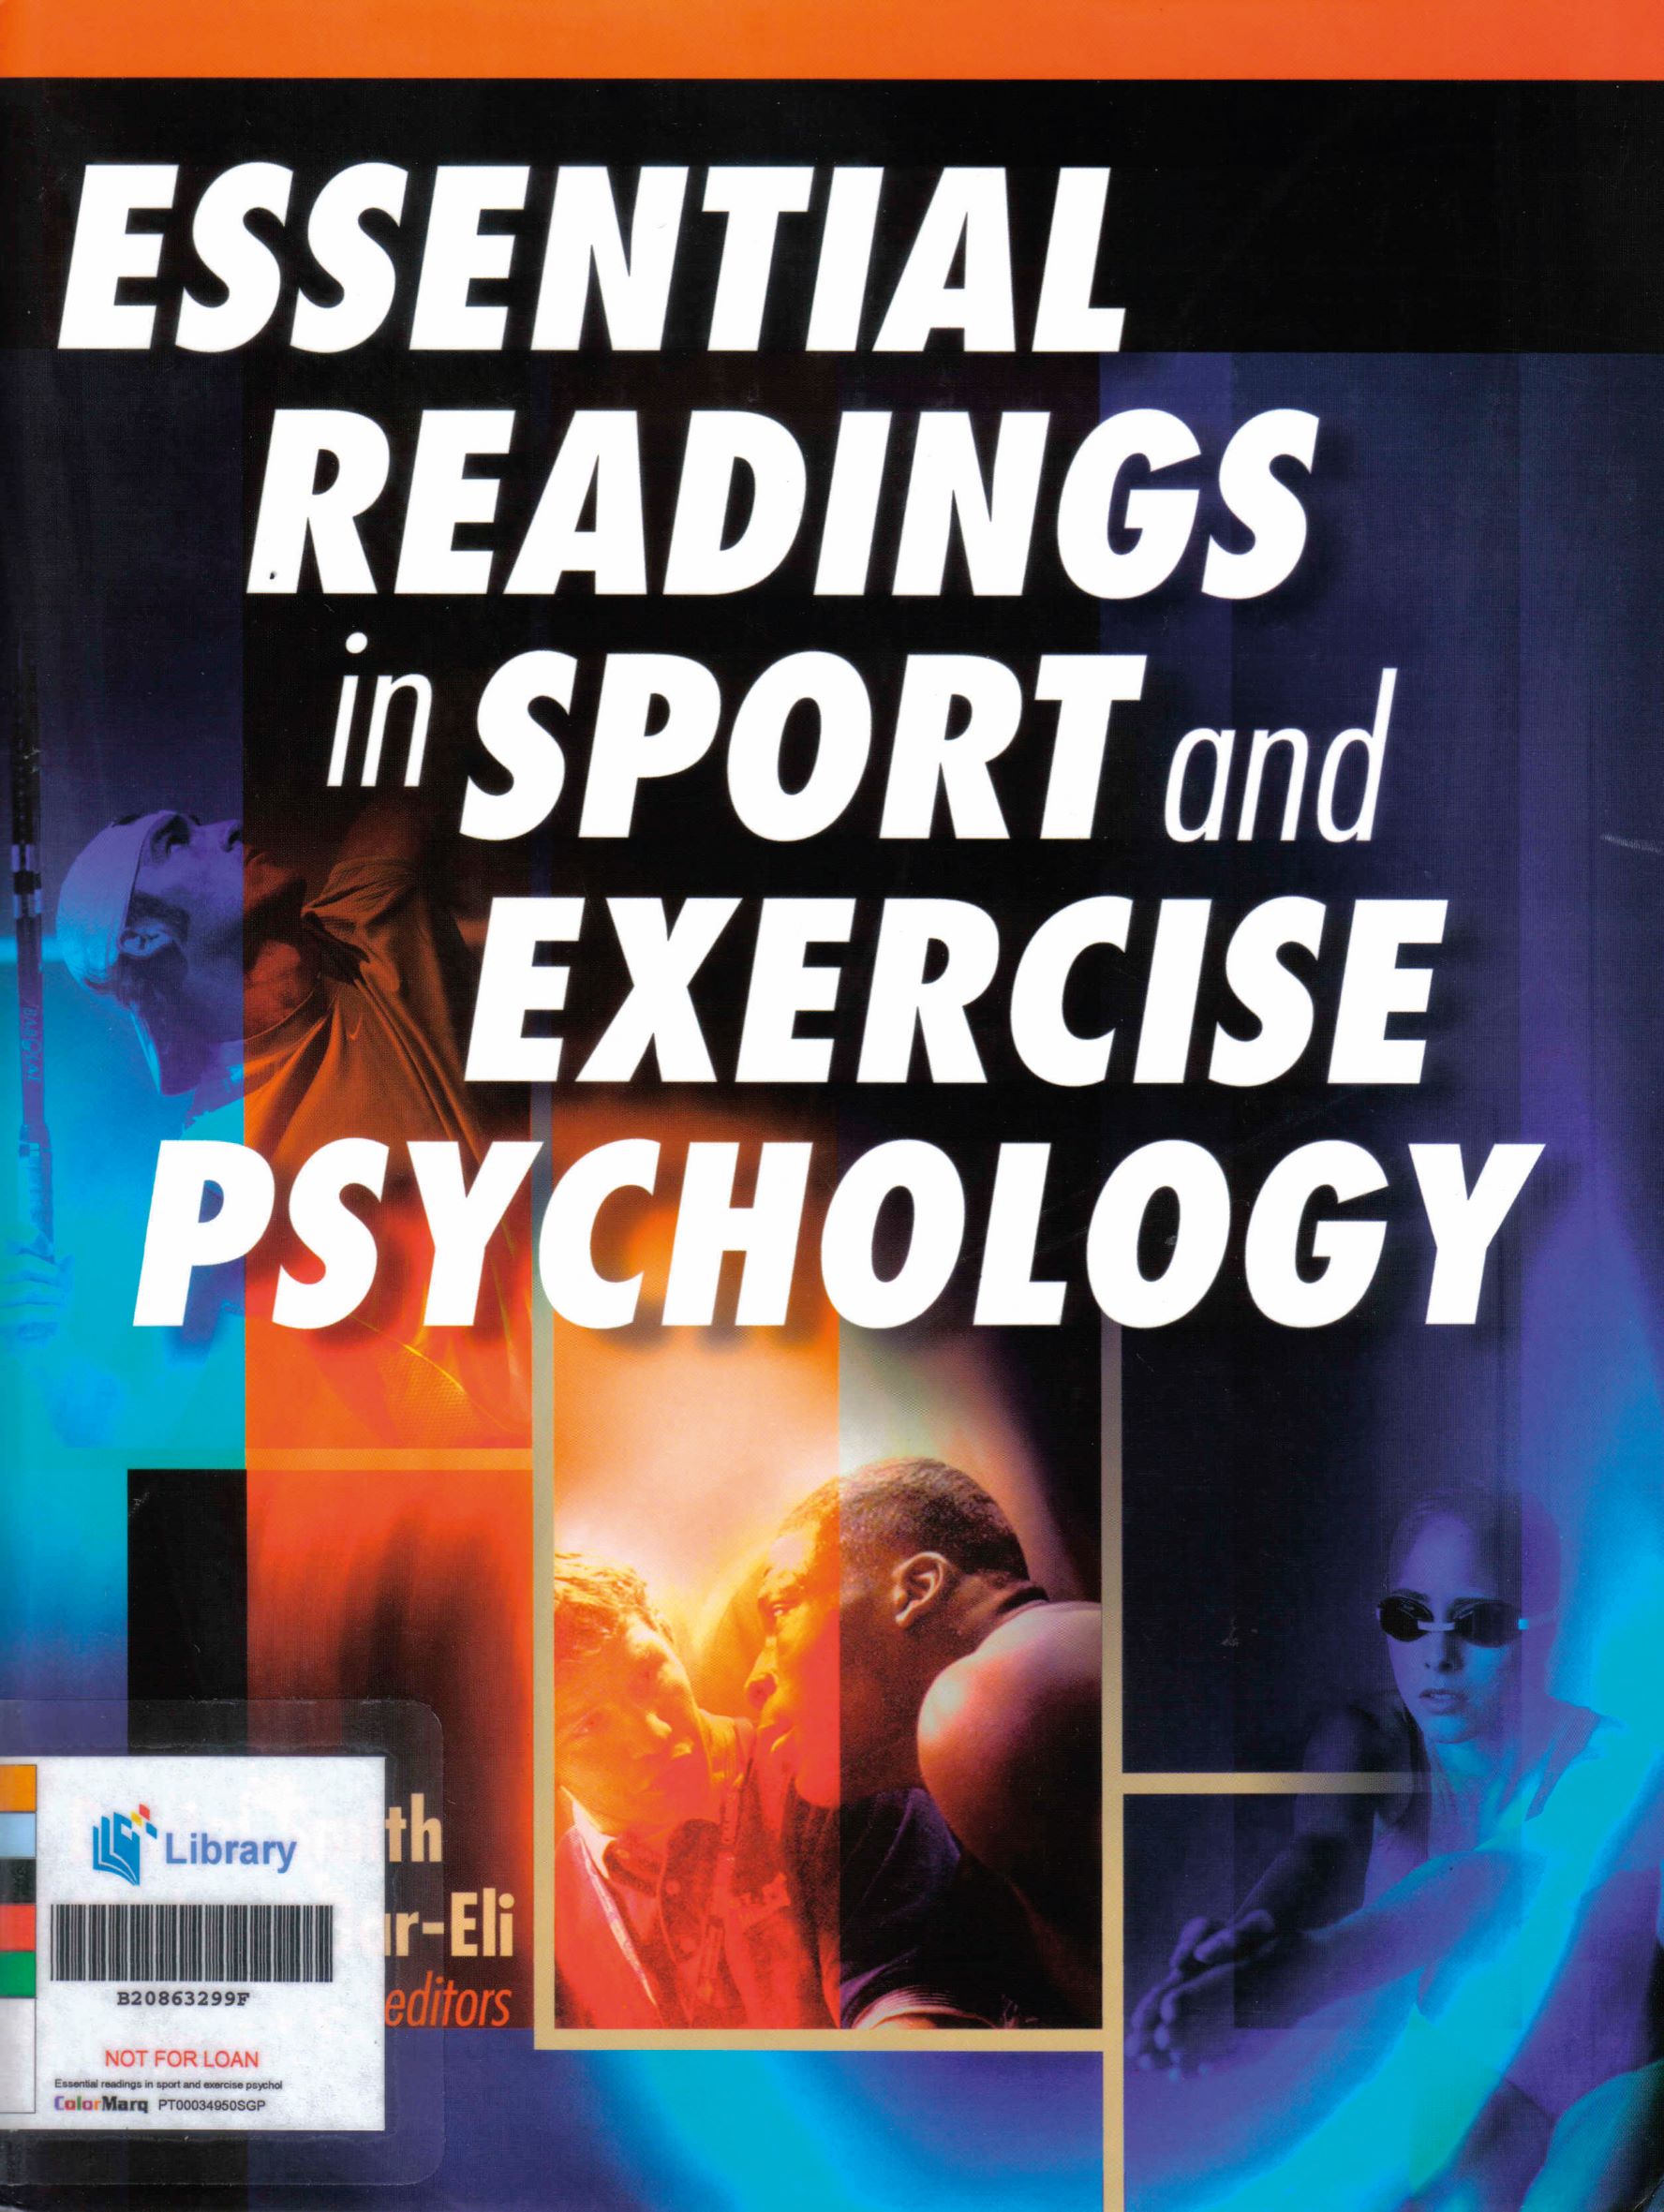 ESSENTIAL
READINGS
in SPORT and
EXERCISE
PSYCHOLOGY
Library
B20863299F
NOT FOR LOAN
Essential readings in sport and exercise psychol
ColorMarq PT00034950SGP
th
ar-Eli
editors